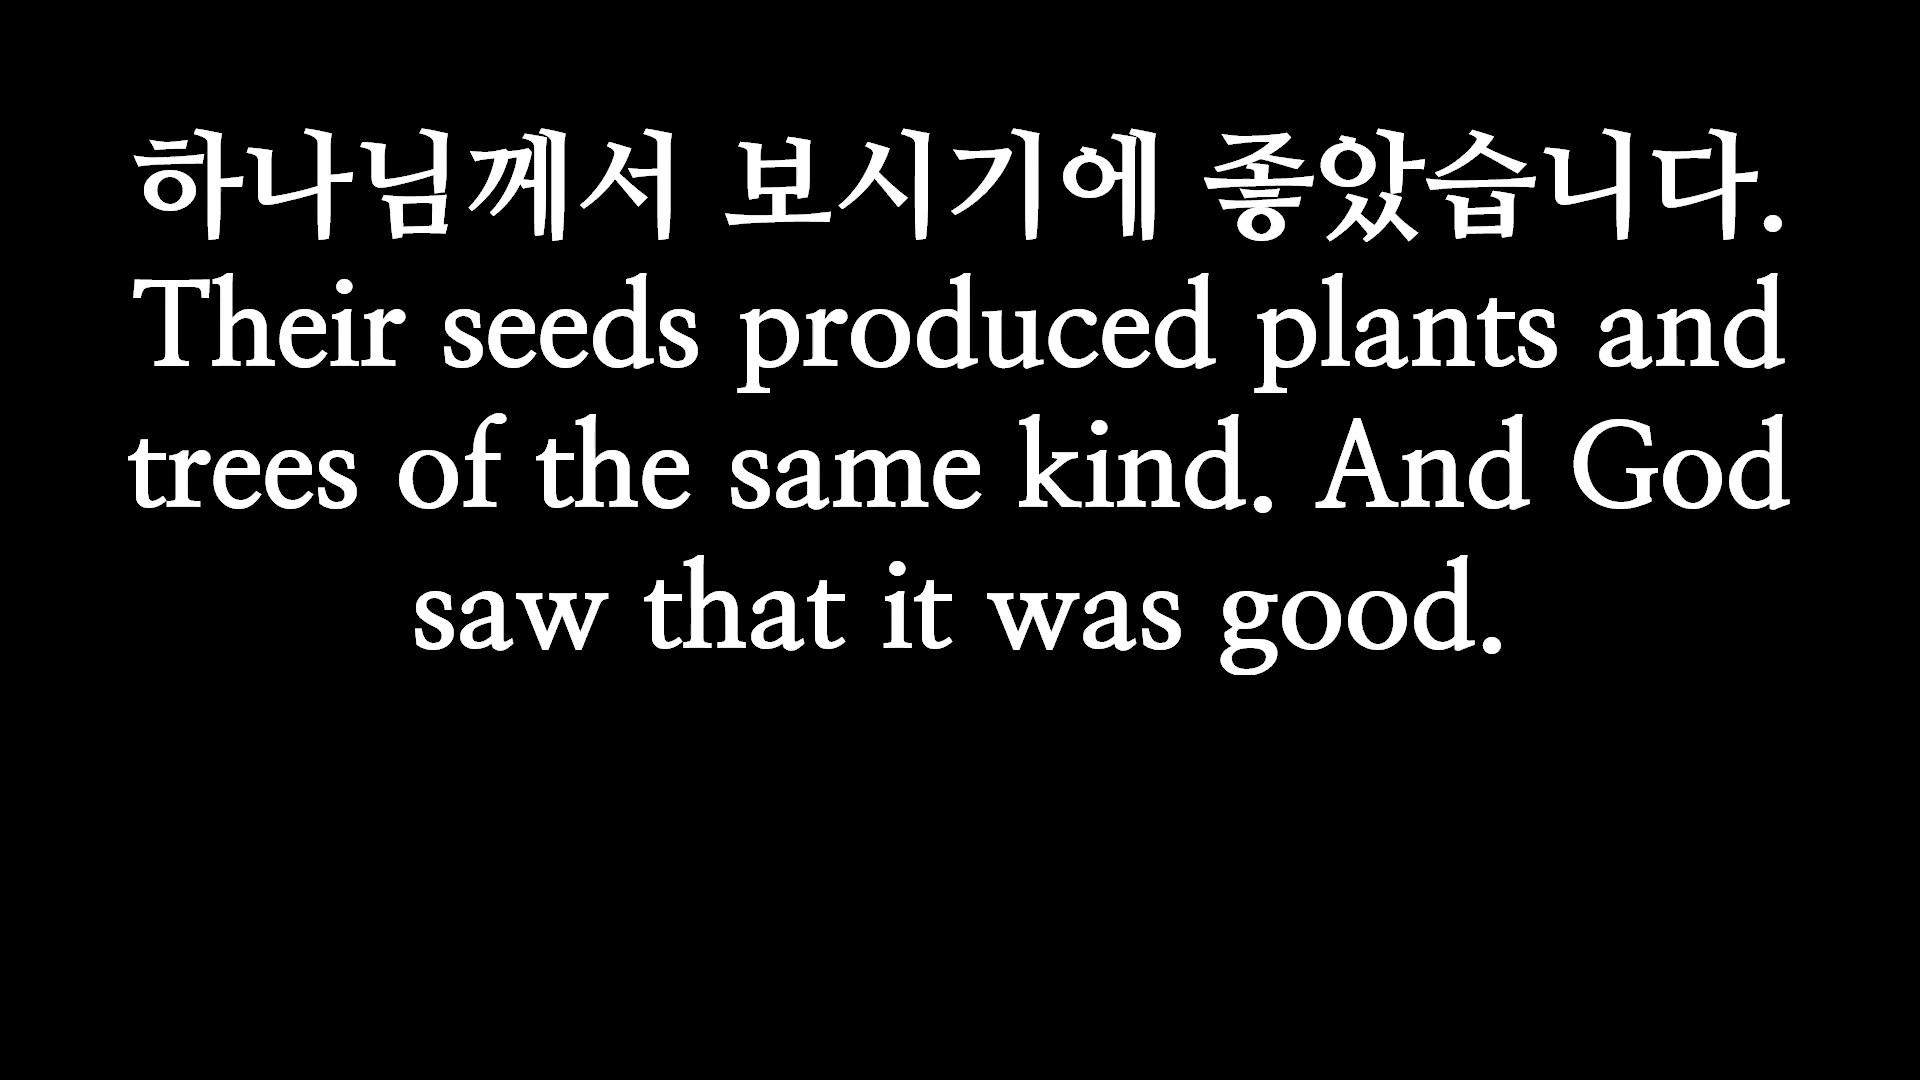 하나님께서 보시기에 좋았습니다.
Their seeds produced plants and
trees of the same kind. And God
saw that it was good.